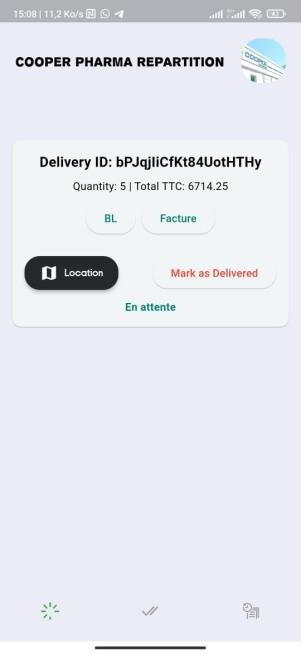 15:08 | 11,2 Ko/s
COOPER PHARMA REPARTITION
COOPER
Delivery ID: bPJqjIiCfKt84UotHTHy
Quantity: 5 | Total TTC: 6714.25
BL
Facture
Location
Mark as Delivered
En attente